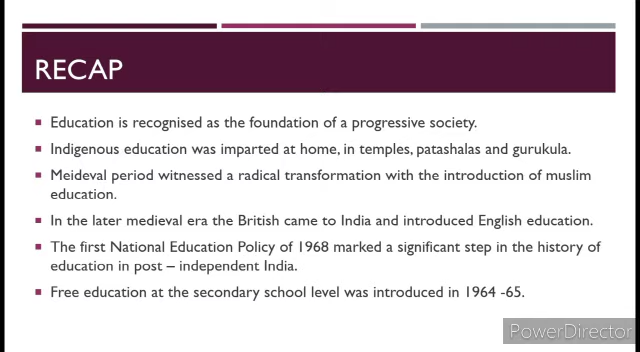 RECAP
Education is recognised as the foundation of a progressive society.
Indigenous education was imparted at home, in temples, patashalas and gurukula.
Meideval period witnessed a radical transformation with the introduction of muslim
education.
In the later medieval era the British came to India and introduced English education.
The first National Education Policy of 1968 marked a significant step in the history of
education in post – independent India.
Free education at the secondary school level was introduced in 1964 -65.
PowerDirector